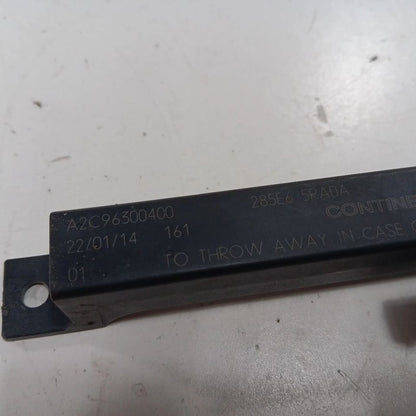 A2C96300400 285E6 5RA0A
22/01/14 161 CONTINE
01 TO THROW AWAY IN CASE